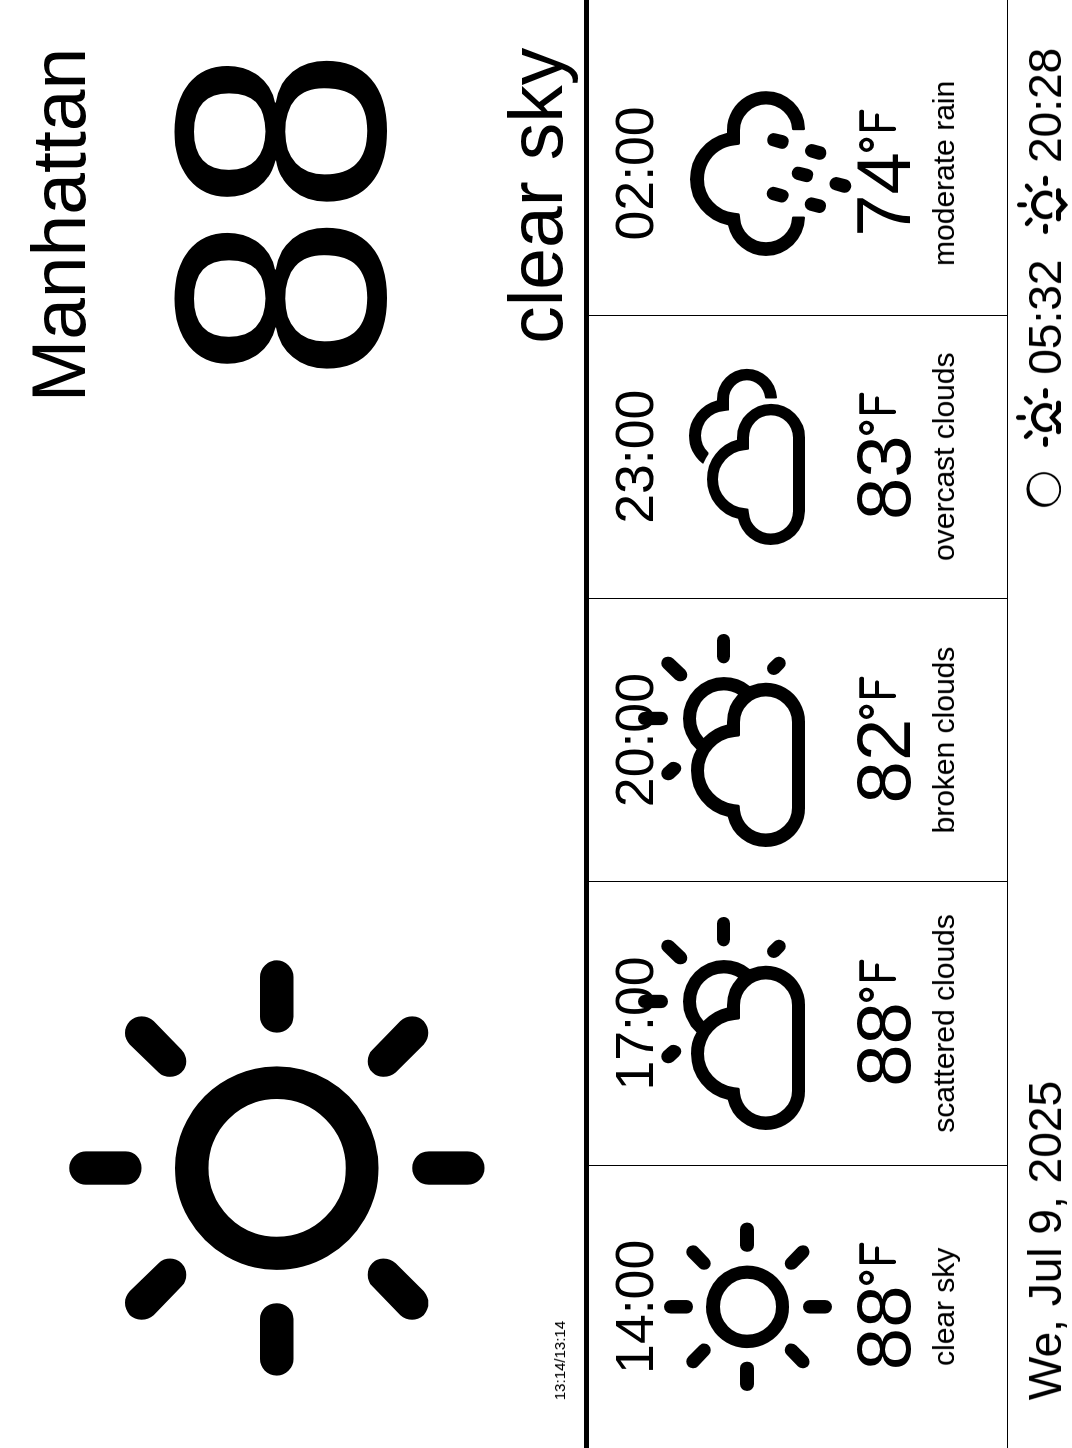 Manhattan
88
clear sky
13:14/13:14
14:00 17:00 20:00 23:00 02:00
88°F 88°F 82°F 83°F 74°F
clear sky scattered clouds broken clouds overcast clouds moderate rain
We, Jul 9, 2025 05:32 20:28